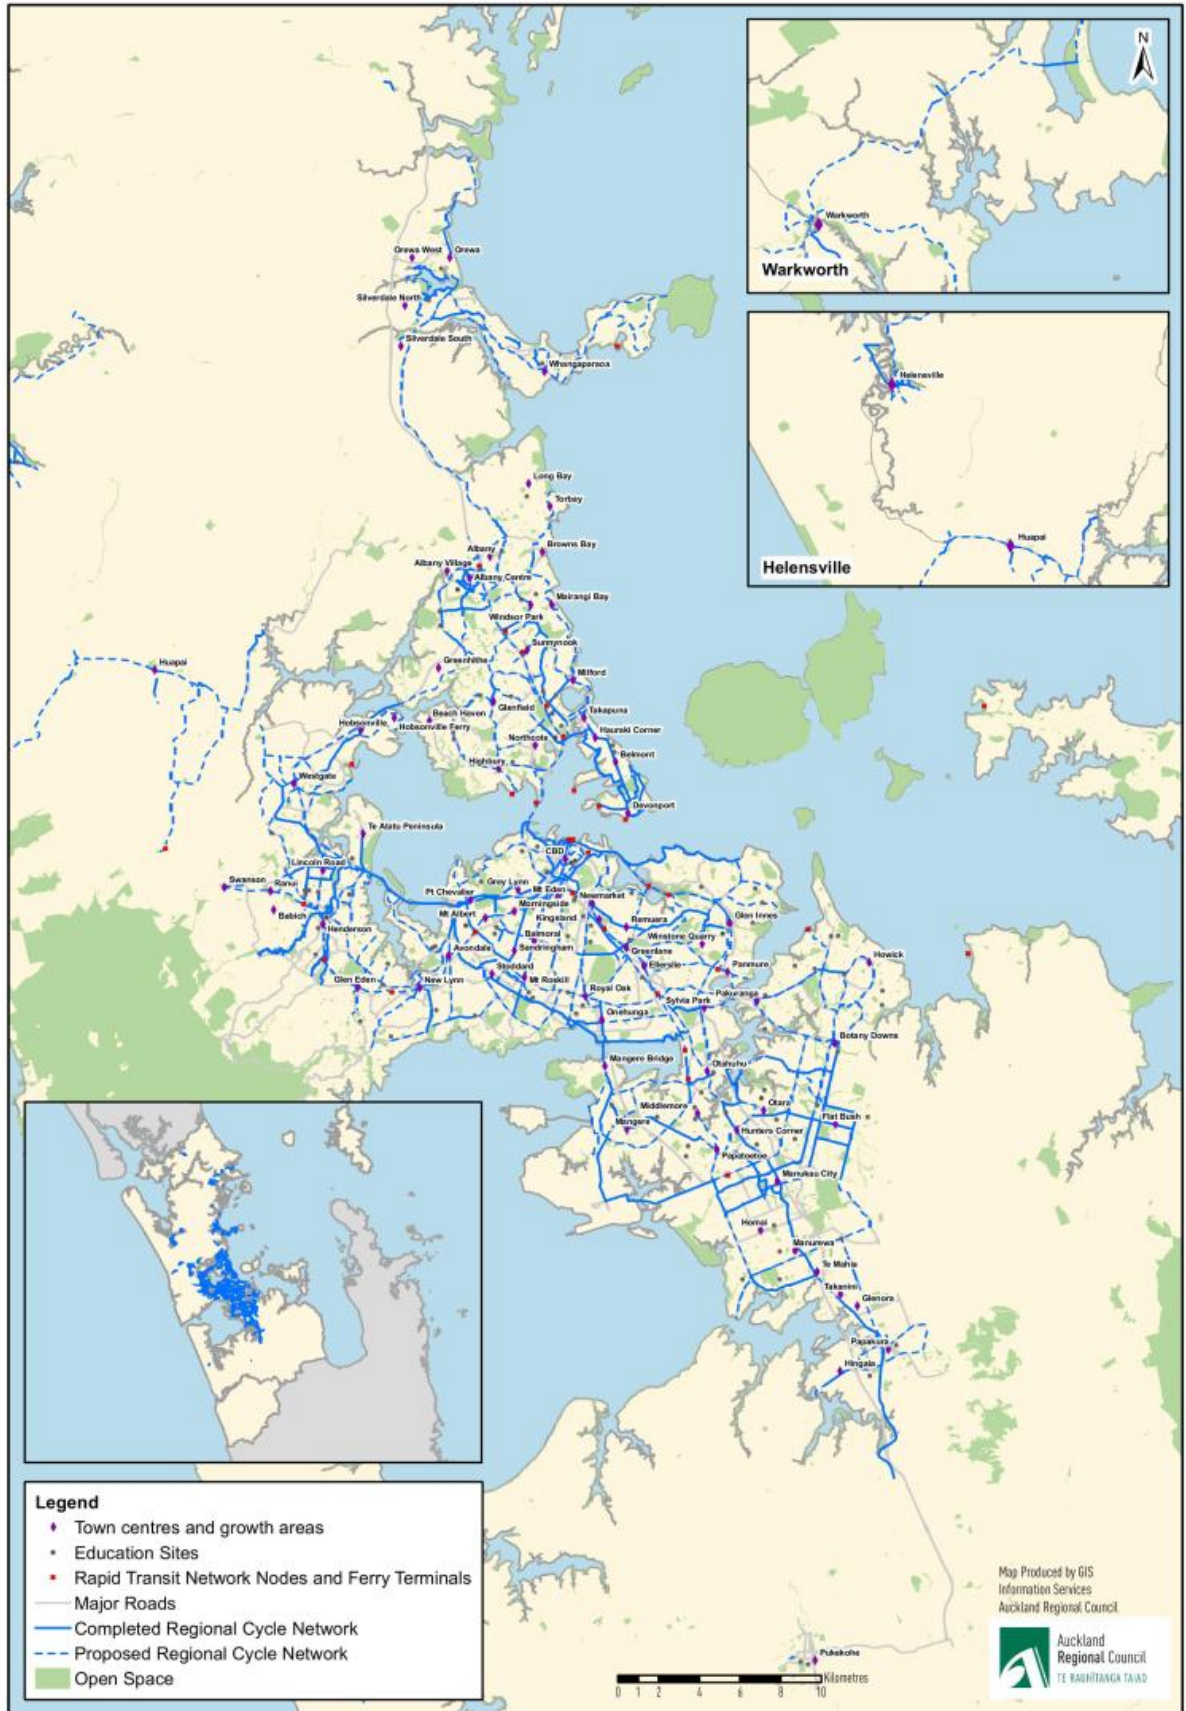 N
Warkworth
Warkworth
Helensville
Huapai
Helensville
Orewa West
Orewa
Silverdale North
Silverdale South
Whangaparaoa
Long Bay
Torbay
Browns Bay
Albany
Albany Village
Albany Centre
Mairangi Bay
Windsor Park
Sunnynook
Greenhithe
Milford
Huapai
Glenfield
Takapuna
Beach Haven
Hobsonville
Hobsonville Ferry
Hauraki Corner
Northcote
Belmont
Highbury
Westgate
Devonport
Te Atatu Peninsula
CBD
Lincoln Road
Swanson
Ranui
Grey Lynn
Mt Eden
Pt Chevalier
Newmarket
Morningside
Babich
Mt Albert
Kingsland
Remuera
Glen Innes
Henderson
Balmoral
Winstone Quarry
Avondale
Sandringham
Greenlane
Howick
Stoddard
Ellerslie
Panmure
Glen Eden
New Lynn
Mt Roskill
Royal Oak
Pakuranga
Sylvia Park
Onehunga
Botany Downs
Mangere Bridge
Otahuhu
Middlemore
Otara
Mangere
Flat Bush
Hunters Corner
Papatoetoe
Manukau City
Homai
Manurewa
Te Mahia
Takanini
Glenora
Papakura
Hingaia
Pukekohe
Legend
Town centres and growth areas
Education Sites
Rapid Transit Network Nodes and Ferry Terminals
Major Roads
Completed Regional Cycle Network
Proposed Regional Cycle Network
Open Space
Kilometres
0 1 2 4 6 8 10
Map Produced by GIS
Information Services
Auckland Regional Council
Auckland
Regional Council
TE RAUHĪTANGA TAIAO